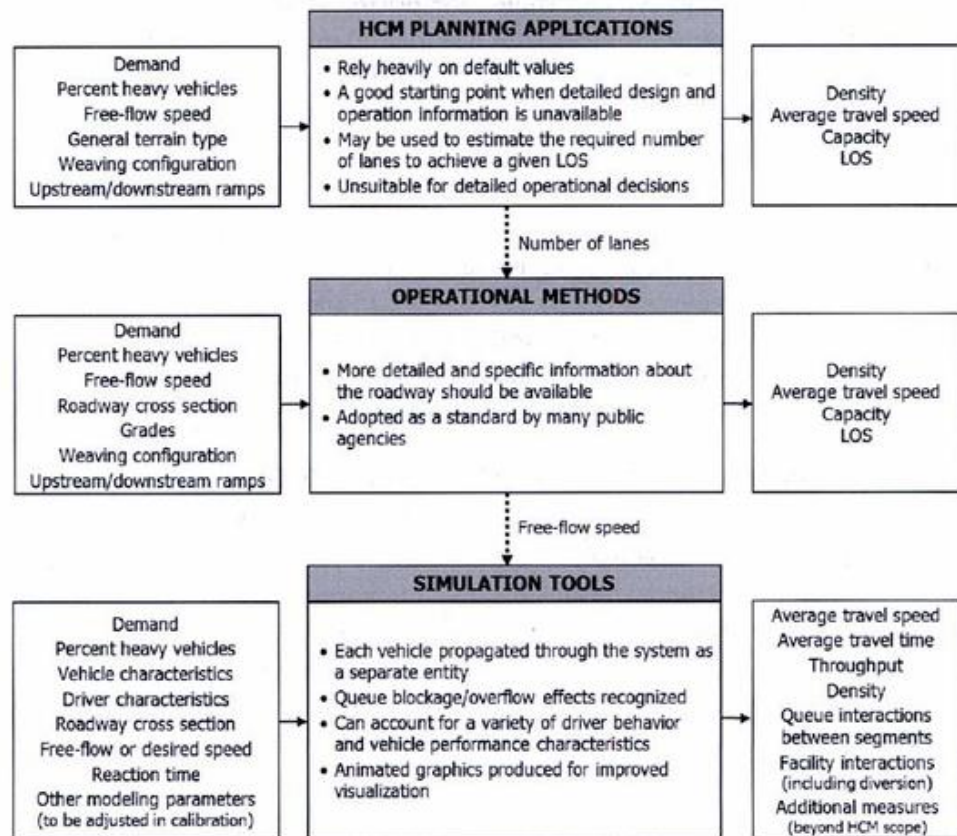 HCM PLANNING APPLICATIONS
Demand
Percent heavy vehicles
Free-flow speed
General terrain type
Weaving configuration
Upstream/downstream ramps
• Rely heavily on default values
• A good starting point when detailed design and
operation information is unavailable
• May be used to estimate the required number
of lanes to achieve a given LOS
• Unsuitable for detailed operational decisions
Density
Average travel speed
Capacity
LOS
Number of lanes
OPERATIONAL METHODS
Demand
Percent heavy vehicles
Free-flow speed
Roadway cross section
Grades
Weaving configuration
Upstream/downstream ramps
• More detailed and specific information about
the roadway should be available
• Adopted as a standard by many public
agencies
Density
Average travel speed
Capacity
LOS
Free-flow speed
SIMULATION TOOLS
Demand
Percent heavy vehicles
Vehicle characteristics
Driver characteristics
Roadway cross section
Free-flow or desired speed
Reaction time
Other modeling parameters
(to be adjusted in calibration)
• Each vehicle propagated through the system as
a separate entity
• Queue blockage/overflow effects recognized
• Can account for a variety of driver behavior
and vehicle performance characteristics
• Animated graphics produced for improved
visualization
Average travel speed
Average travel time
Throughput
Density
Queue interactions
between segments
Facility interactions
(including diversion)
Additional measures
(beyond HCM scope)